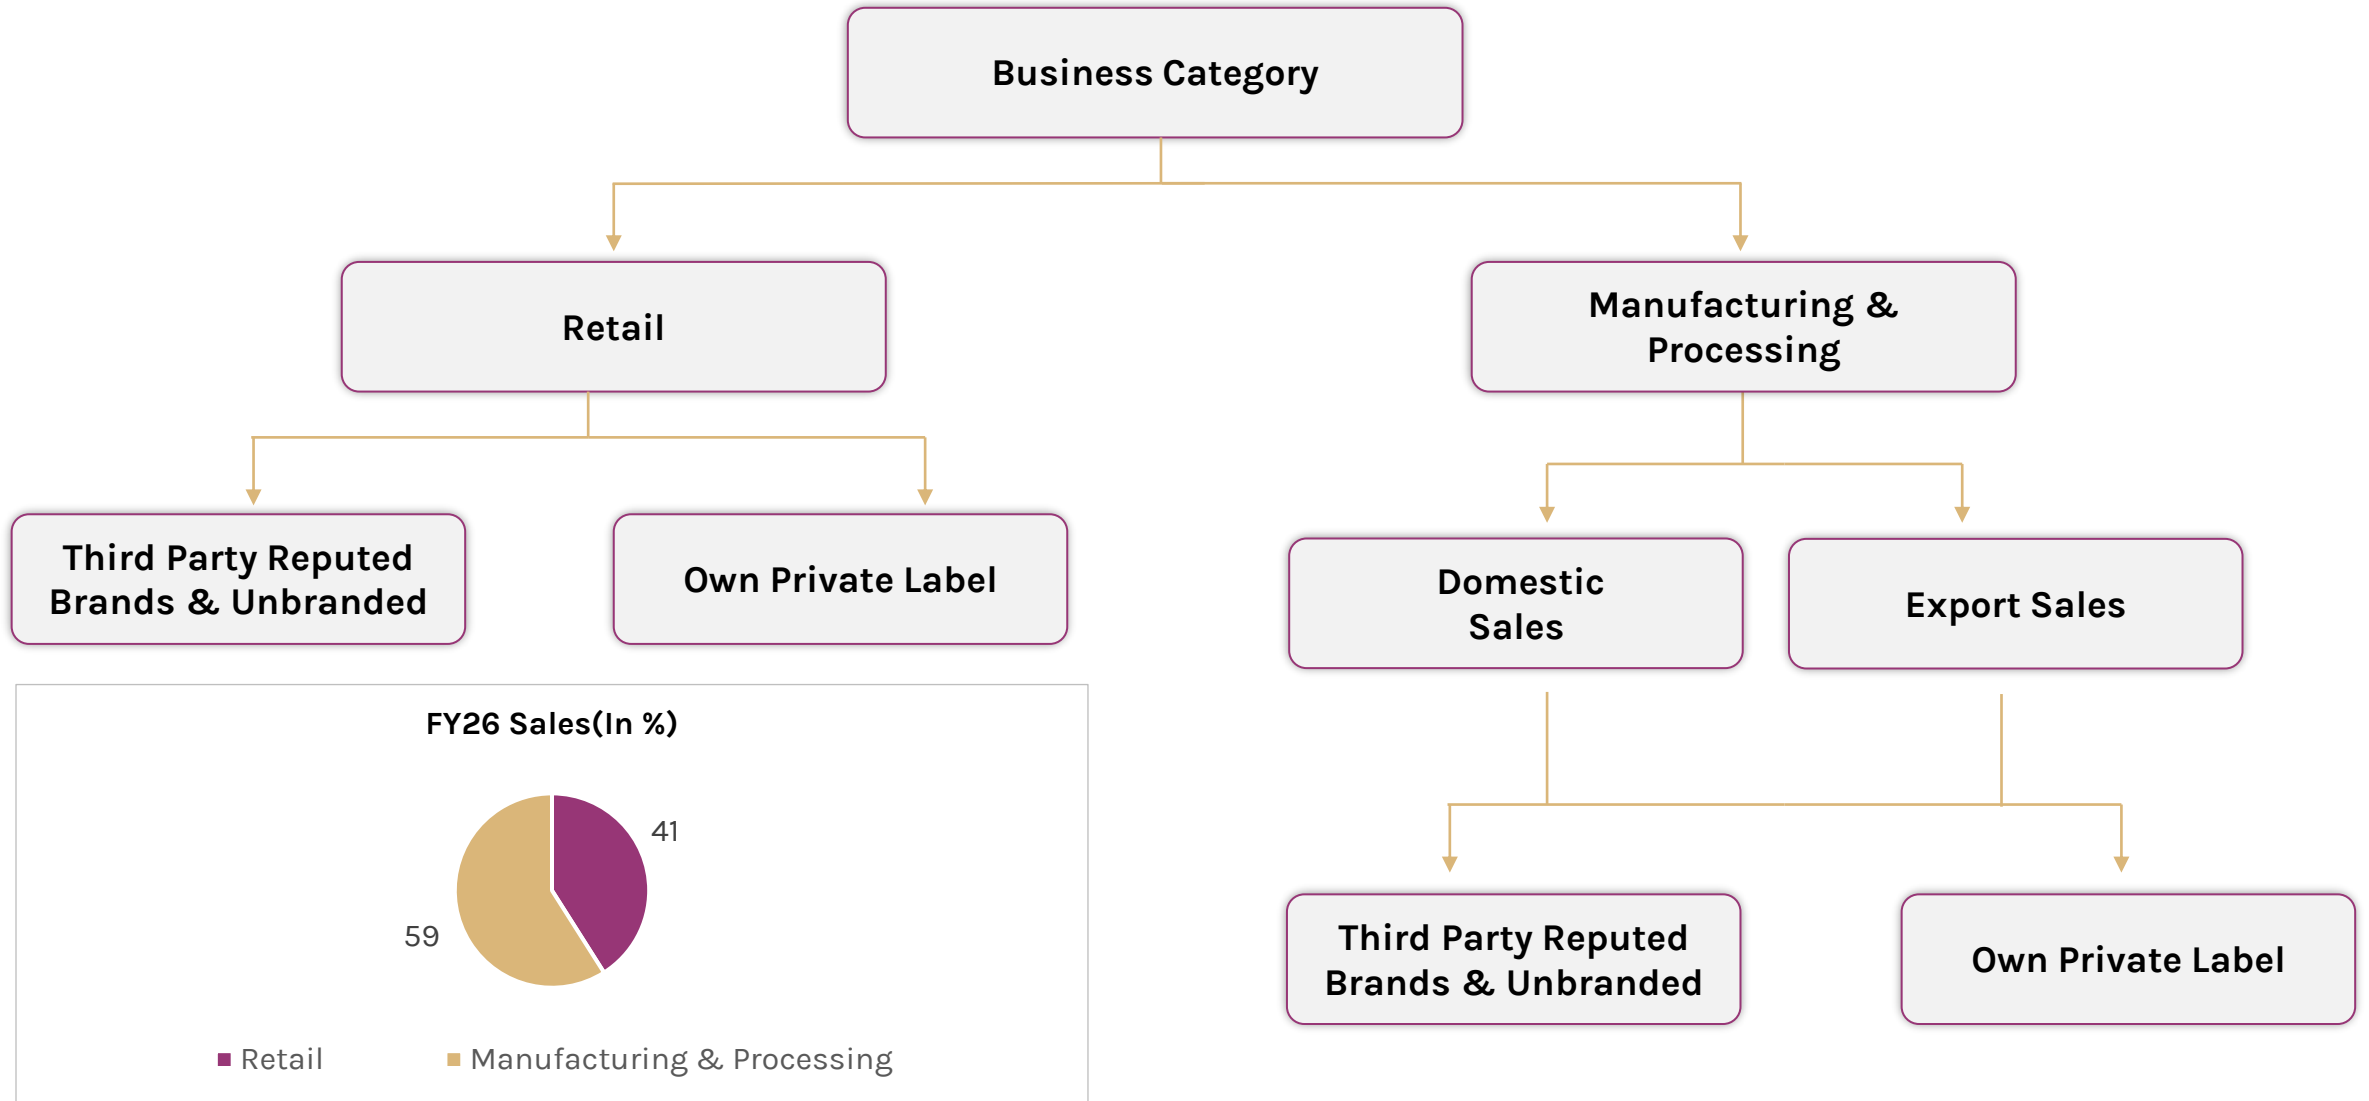 Business Category
Retail
Manufacturing &
Processing
Third Party Reputed
Brands & Unbranded
Own Private Label
Domestic
Sales
Export Sales
FY26 Sales(In %)
41
59
Retail
Manufacturing & Processing
Third Party Reputed
Brands & Unbranded
Own Private Label